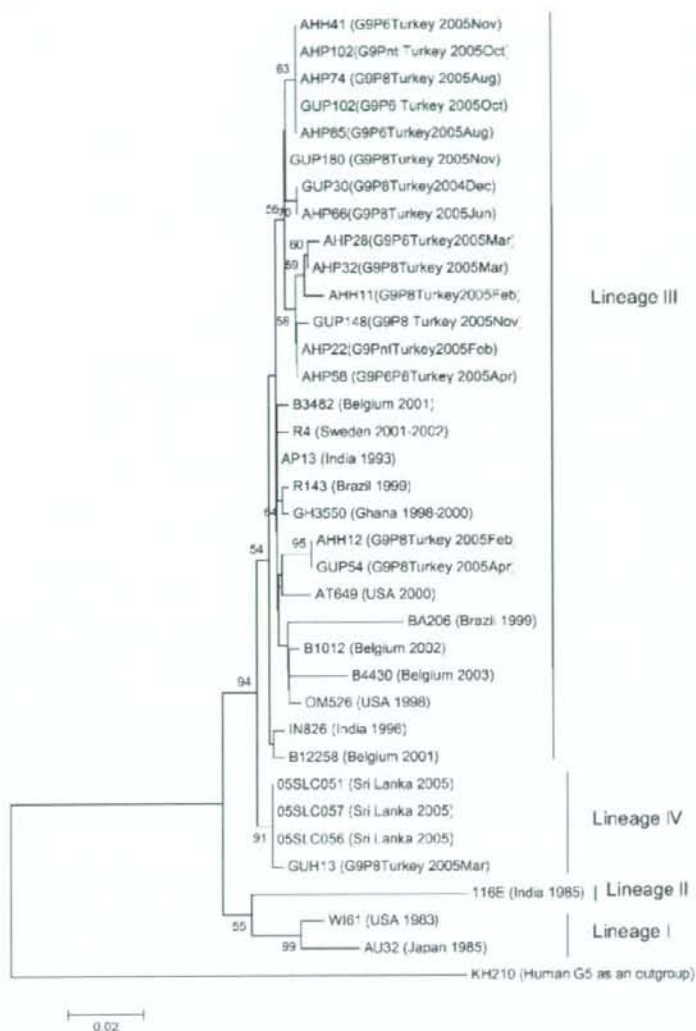 AHH41 (G9P6Turkey 2005Nov)
AHP102(G9Pnt Turkey 2005Oct)
63
AHP74 (G9P8Turkey 2005Aug)
GUP102(G9P6 Turkey 2005Oct)
AHP85(G9P6Turkey2005Aug)
GUP180 (G9P8Turkey 2005Nov)
GUP30(G9P8Turkey2004Dec)
56
AHP66(G9P8Turkey 2005Jun)
60
AHP28(G9P6Turkey2005Mar)
AHP32(G9P8Turkey 2005Mar)
AHH11(G9P8Turkey2005Feb)
Lineage III
58
GUP148(G9P8 Turkey 2005Nov)
AHP22(G9PntTurkey2005Feb)
AHP58 (G9P6P8Turkey 2005Apr)
B3482 (Belgium 2001)
R4 (Sweden 2001-2002)
AP13 (India 1993)
R143 (Brazil 1999)
64
GH3550 (Ghana 1998-2000)
54
95
AHH12 (G9P8Turkey 2005Feb
GUP54 (G9P8Turkey 2005Apr
AT649 (USA 2000)
BA206 (Brazil 1999)
B1012 (Belgium 2002)
94
B4430 (Belgium 2003)
OM526 (USA 1998)
IN826 (India 1996)
B12258 (Belgium 2001)
05SLC051 (Sri Lanka 2005)
05SLC057 (Sri Lanka 2005)
Lineage IV
91
05SLC056 (Sri Lanka 2005)
GUH13 (G9P8Turkey 2005Mar)
116E (India 1985)
Lineage II
55
WI61 (USA 1983)
Lineage I
99
AU32 (Japan 1985)
KH210 (Human G5 as an outgroup)
0.02